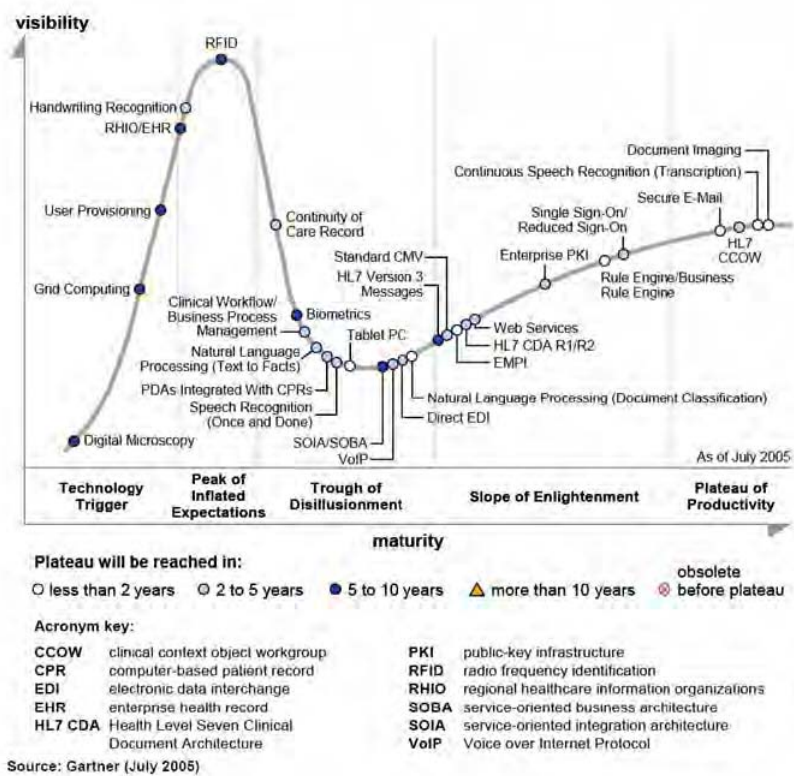 visibility
RFID
Handwriting Recognition
RHIO/EHR
Document Imaging
Continuous Speech Recognition (Transcription)
Secure E-Mail
User Provisioning
Single Sign-On/
Reduced Sign-On
Continuity of
Care Record
HL7
CCOW
Standard CMV
Enterprise PKI
HL7 Version 3
Messages
Rule Engine/Business
Rule Engine
Grid Computing
Clinical Workflow/
Business Process
Management
Biometrics
Tablet PC
Web Services
Natural Language
Processing (Text to Facts)
HL7 CDA R1/R2
EMPI
PDAs Integrated With CPRs
Natural Language Processing (Document Classification)
Speech Recognition
(Once and Done)
Direct EDI
Digital Microscopy
SOIA/SOBA
VoIP
As of July 2005
Technology
Trigger
Peak of
Inflated
Expectations
Trough of
Disillusionment
Slope of Enlightenment
Plateau of
Productivity
maturity
Plateau will be reached in:
less than 2 years
2 to 5 years
5 to 10 years
more than 10 years
obsolete
before plateau
Acronym key:
CCOW clinical context object workgroup
CPR computer-based patient record
EDI electronic data interchange
EHR enterprise health record
HL7 CDA Health Level Seven Clinical
Document Architecture
PKI public-key infrastructure
RFID radio frequency identification
RHIO regional healthcare information organizations
SOBA service-oriented business architecture
SOIA service-oriented integration architecture
VoIP Voice over Internet Protocol
Source: Gartner (July 2005)